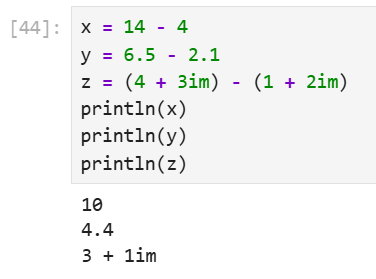 [44]: x = 14 - 4
y = 6.5 - 2.1
z = (4 + 3im) - (1 + 2im)
println(x)
println(y)
println(z)
10
4.4
3 + 1im